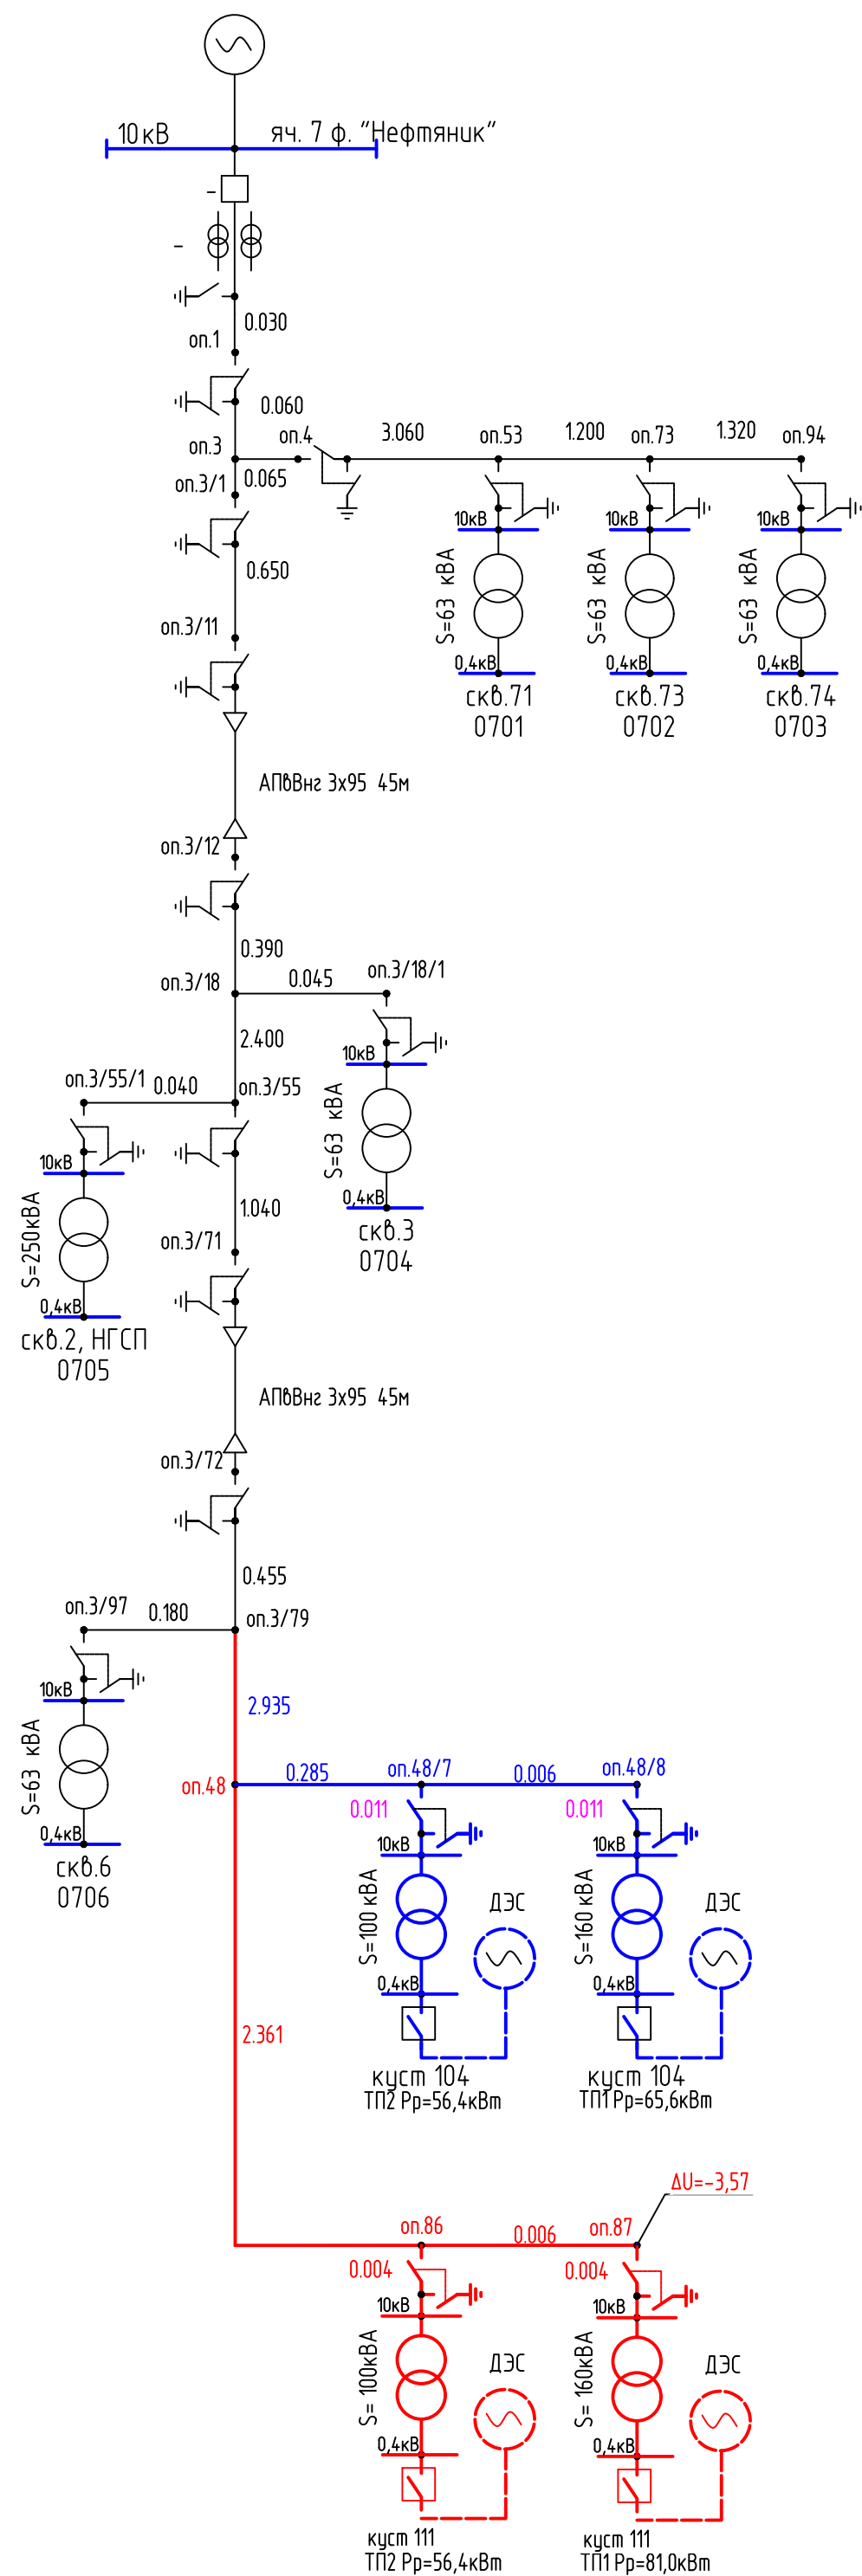 10кВ
яч. 7 ф. "Нефтяник"
-
-
0.030
оп.1
0.060
оп.3
оп.4
3.060
оп.53
1.200
оп.73
1.320
оп.94
оп.3/1
0.065
0.650
10кВ
10кВ
10кВ
S=63 кВА
S=63 кВА
S=63 кВА
0,4кВ
0,4кВ
0,4кВ
скв.71
0701
скв.73
0702
скв.74
0703
оп.3/11
АПвВнг 3х95 45м
оп.3/12
0.390
оп.3/18
0.045
оп.3/18/1
2.400
10кВ
S=63 кВА
0,4кВ
скв.3
0704
оп.3/55/1
0.040
оп.3/55
10кВ
S=250кВА
0,4кВ
скв.2, НГСП
0705
1.040
оп.3/71
АПвВнг 3х95 45м
оп.3/72
0.455
оп.3/97
0.180
оп.3/79
10кВ
S=63 кВА
0,4кВ
скв.6
0706
2.935
оп.48
0.285
оп.48/7
0.006
оп.48/8
0.011
0.011
10кВ
10кВ
S=100 кВА
ДЭС
S=160 кВА
ДЭС
0,4кВ
0,4кВ
куст 104
ТП2 Рр=56,4кВт
куст 104
ТП1 Рр=65,6кВт
2.361
ΔU=-3,57
оп.86
0.006
оп.87
0.004
0.004
10кВ
10кВ
S= 100кВА
ДЭС
S= 160кВА
ДЭС
0,4кВ
0,4кВ
куст 111
ТП2 Рр=56,4кВт
куст 111
ТП1 Рр=81,0кВт